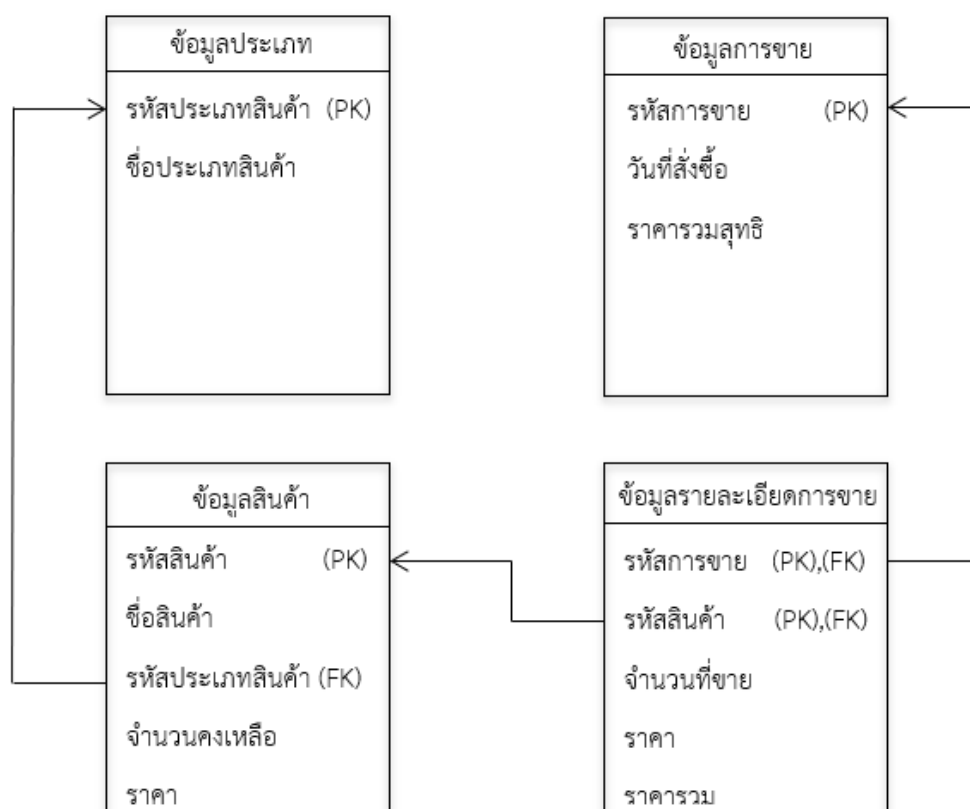 ข้อมูลประเภท
รหัสประเภทสินค้า (PK)
ชื่อประเภทสินค้า
ข้อมูลการขาย
รหัสการขาย (PK)
วันที่สั่งซื้อ
ราคารวมสุทธิ
ข้อมูลสินค้า
รหัสสินค้า (PK)
ชื่อสินค้า
รหัสประเภทสินค้า (FK)
จำนวนคงเหลือ
ราคา
ข้อมูลรายละเอียดการขาย
รหัสการขาย (PK),(FK)
รหัสสินค้า (PK),(FK)
จำนวนที่ขาย
ราคา
ราคารวม